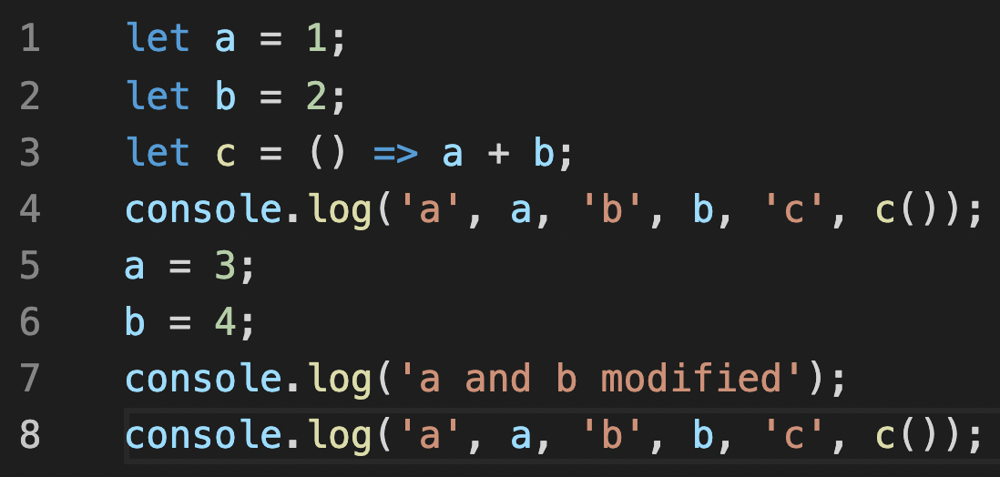 1 let a = 1;
2 let b = 2;
3 let c = () => a + b;
4 console.log('a', a, 'b', b, 'c', c());
5 a = 3;
6 b = 4;
7 console.log('a and b modified');
8 console.log('a', a, 'b', b, 'c', c());